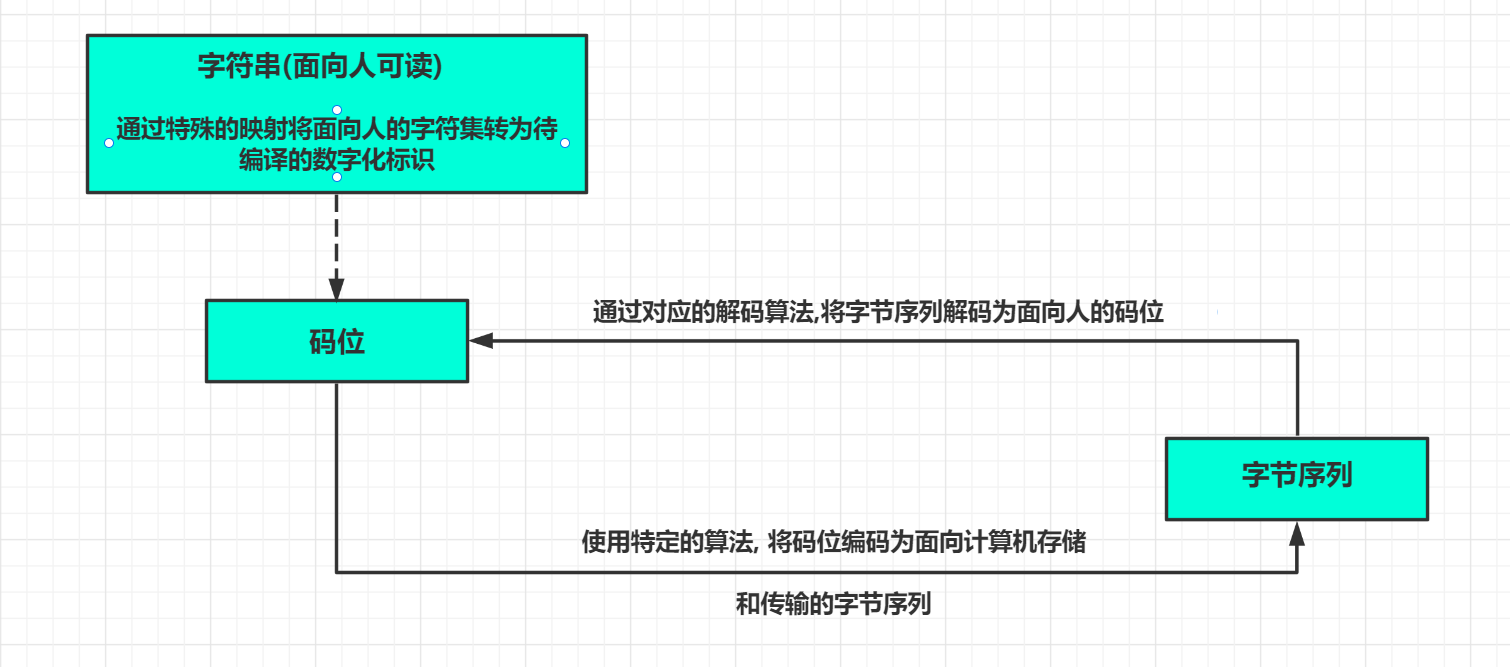 字符串(面向人可读)
通过特殊的映射将面向人的字符集转为待
编译的数字化标识
码位
通过对应的解码算法,将字节序列解码为面向人的码位
字节序列
使用特定的算法, 将码位编码为面向计算机存储
和传输的字节序列